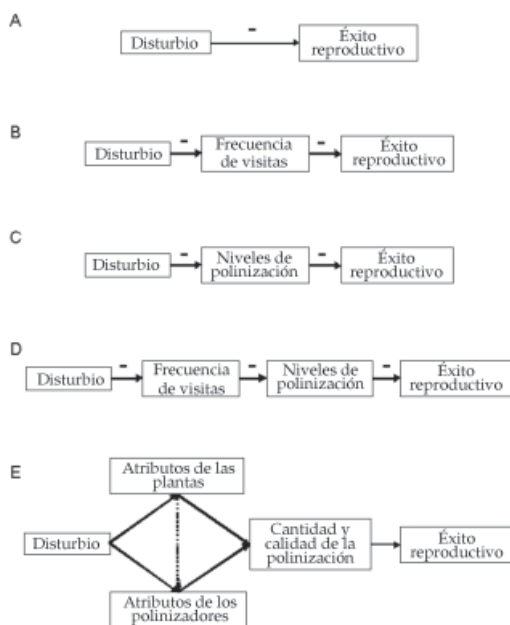 A
Disturbio
-
Éxito
reproductivo
B
Disturbio
-
Frecuencia
de visitas
-
Éxito
reproductivo
C
Disturbio
-
Niveles de
polinización
-
Éxito
reproductivo
D
Disturbio
-
Frecuencia
de visitas
-
Niveles de
polinización
-
Éxito
reproductivo
E
Atributos de las
plantas
Disturbio
Cantidad y
calidad de la
polinización
Éxito
reproductivo
Atributos de los
polinizadores